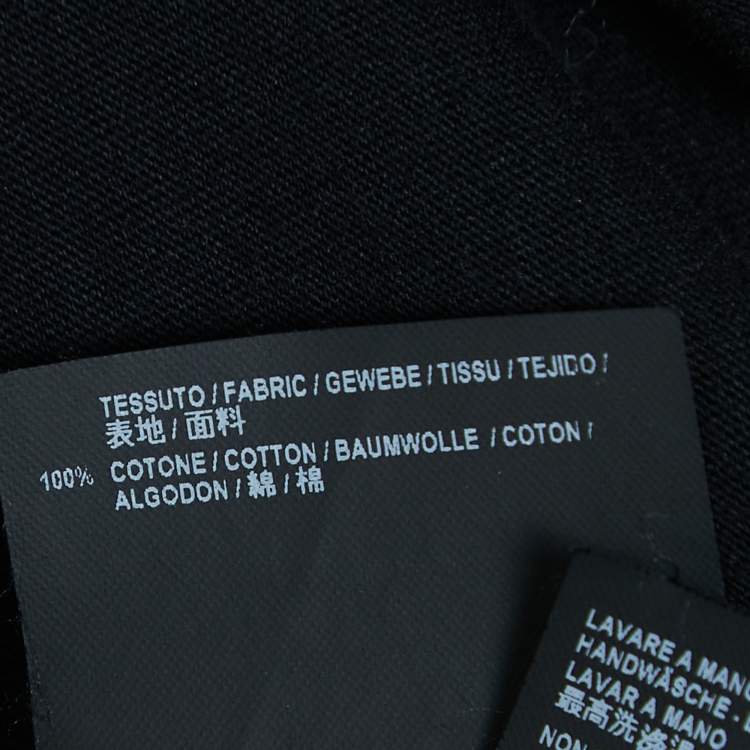 TESSUTO / FABRIC / GEWEBE / TISSU / TEJIDO /
表地 / 面料
100% COTONE / COTTON / BAUMWOLLE / COTON /
ALGODON / 綿 / 棉
LAVARE A MANO
HANDWÄSCHE -
LAVAR A MANO
最高洗涤
NON